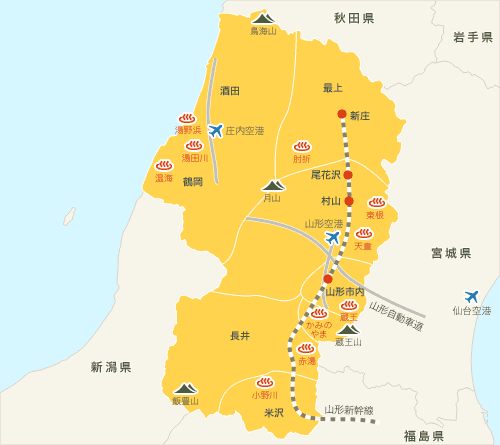 秋田県
岩手県
鳥海山
最上
酒田
新庄
湯野浜
庄内空港
湯田川
肘折
温海
鶴岡
尾花沢
月山
村山
東根
山形空港
天童
宮城県
山形市内
蔵王
仙台空港
山形自動車道
かみの
やま
長井
蔵王山
新潟県
赤湯
小野川
飯豊山
米沢
山形新幹線
福島県